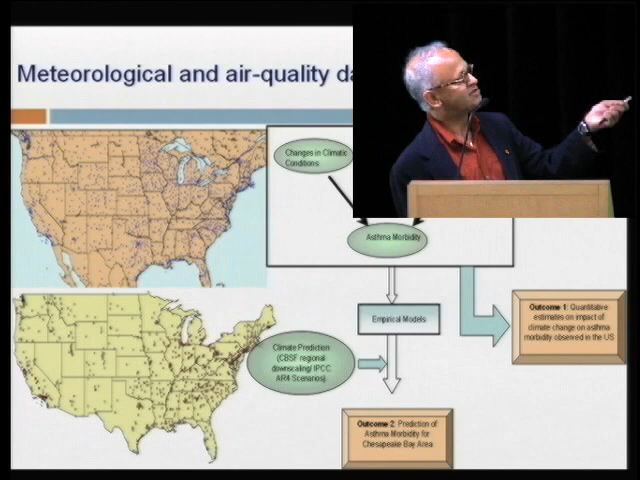 Meteorological and air-quality da
Changes in Climatic
Conditions
Asthma Morbidity
Empirical Models
Outcome 1: Quantitative
estimates on impact of
climate change on asthma
morbidity observed in the US
Climate Prediction
(CBSF regional
downscaling/ IPCC
AR4 Scenarios)
Outcome 2: Prediction of
Asthma Morbidity for
Chesapeake Bay Area